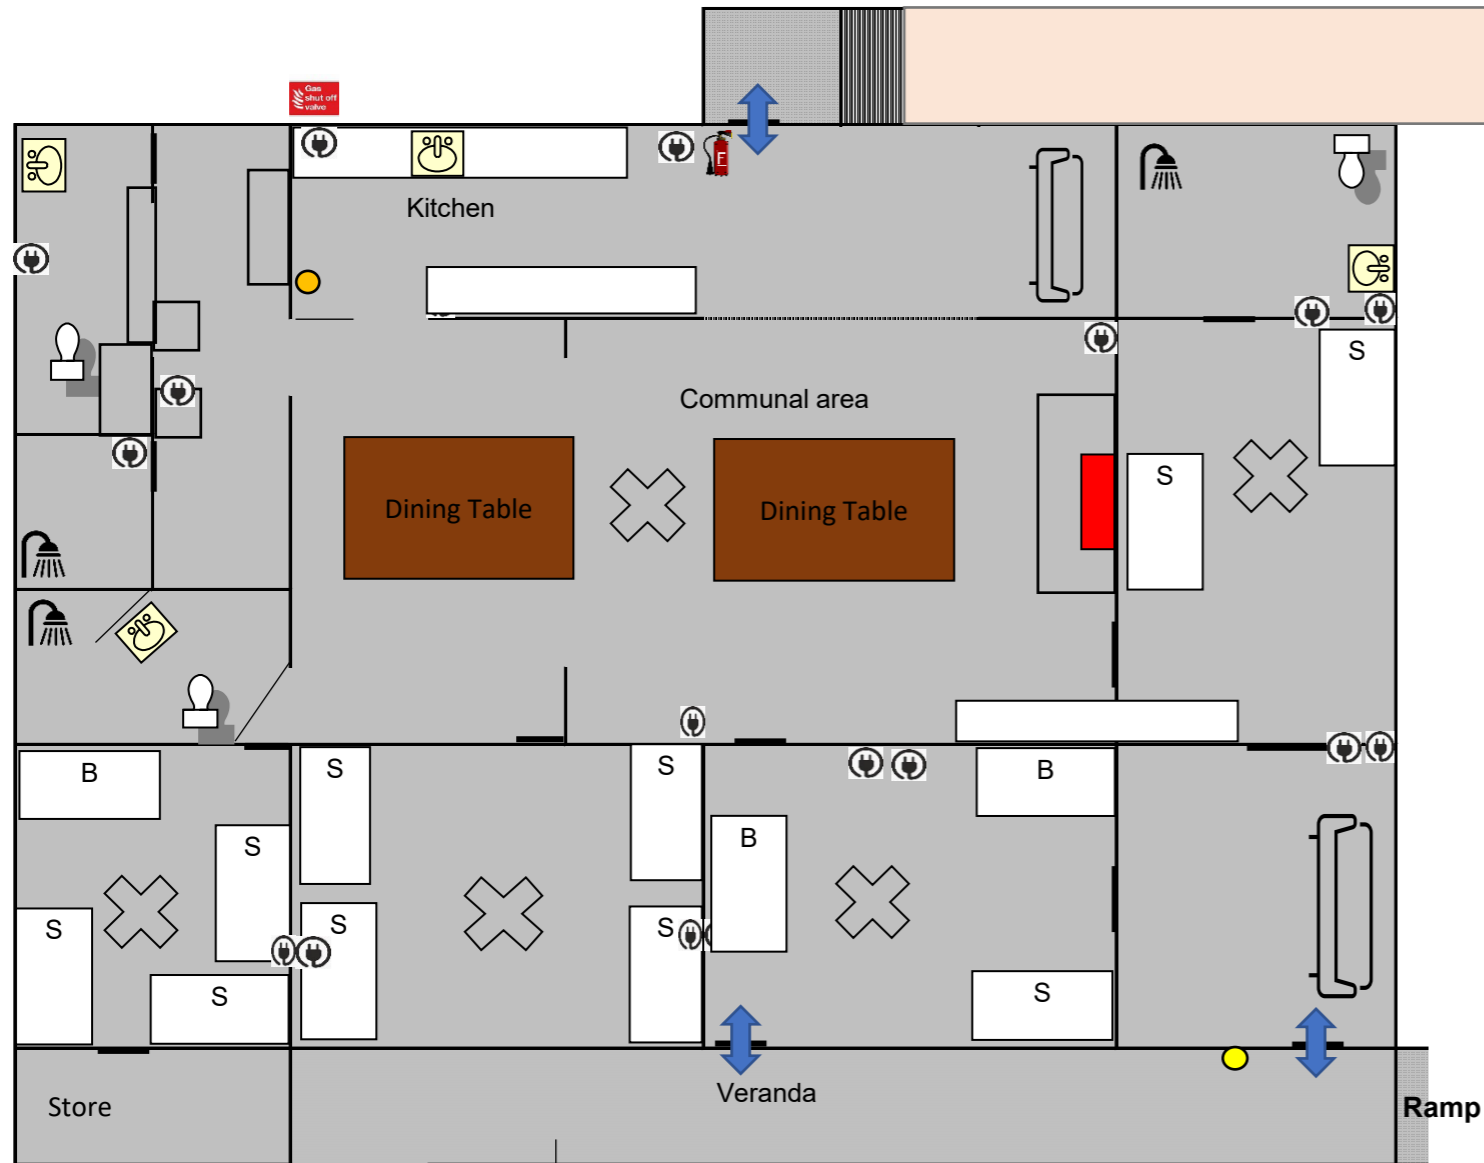 Gas
shut off
valve
F
Kitchen
S
Communal area
S
Dining Table
Dining Table
B
S
S
B
S
B
S
S
S
S
S
S
Veranda
Store
Ramp